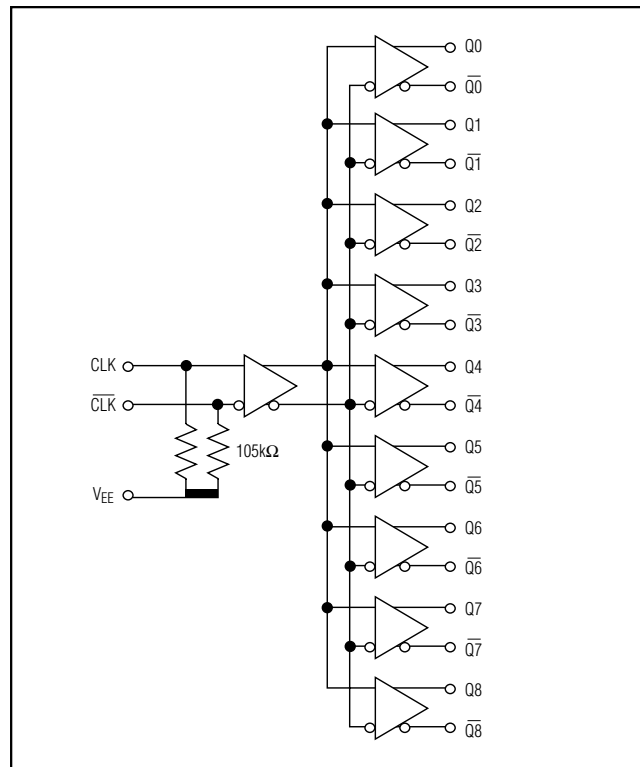 Q0
Q̅0̅
Q1
Q̅1̅
Q2
Q̅2̅
Q3
Q̅3̅
CLK
Q4
C̅L̅K̅
Q̅4̅
Q5
105kΩ
Q̅5̅
VEE
Q6
Q̅6̅
Q7
Q̅7̅
Q8
Q̅8̅